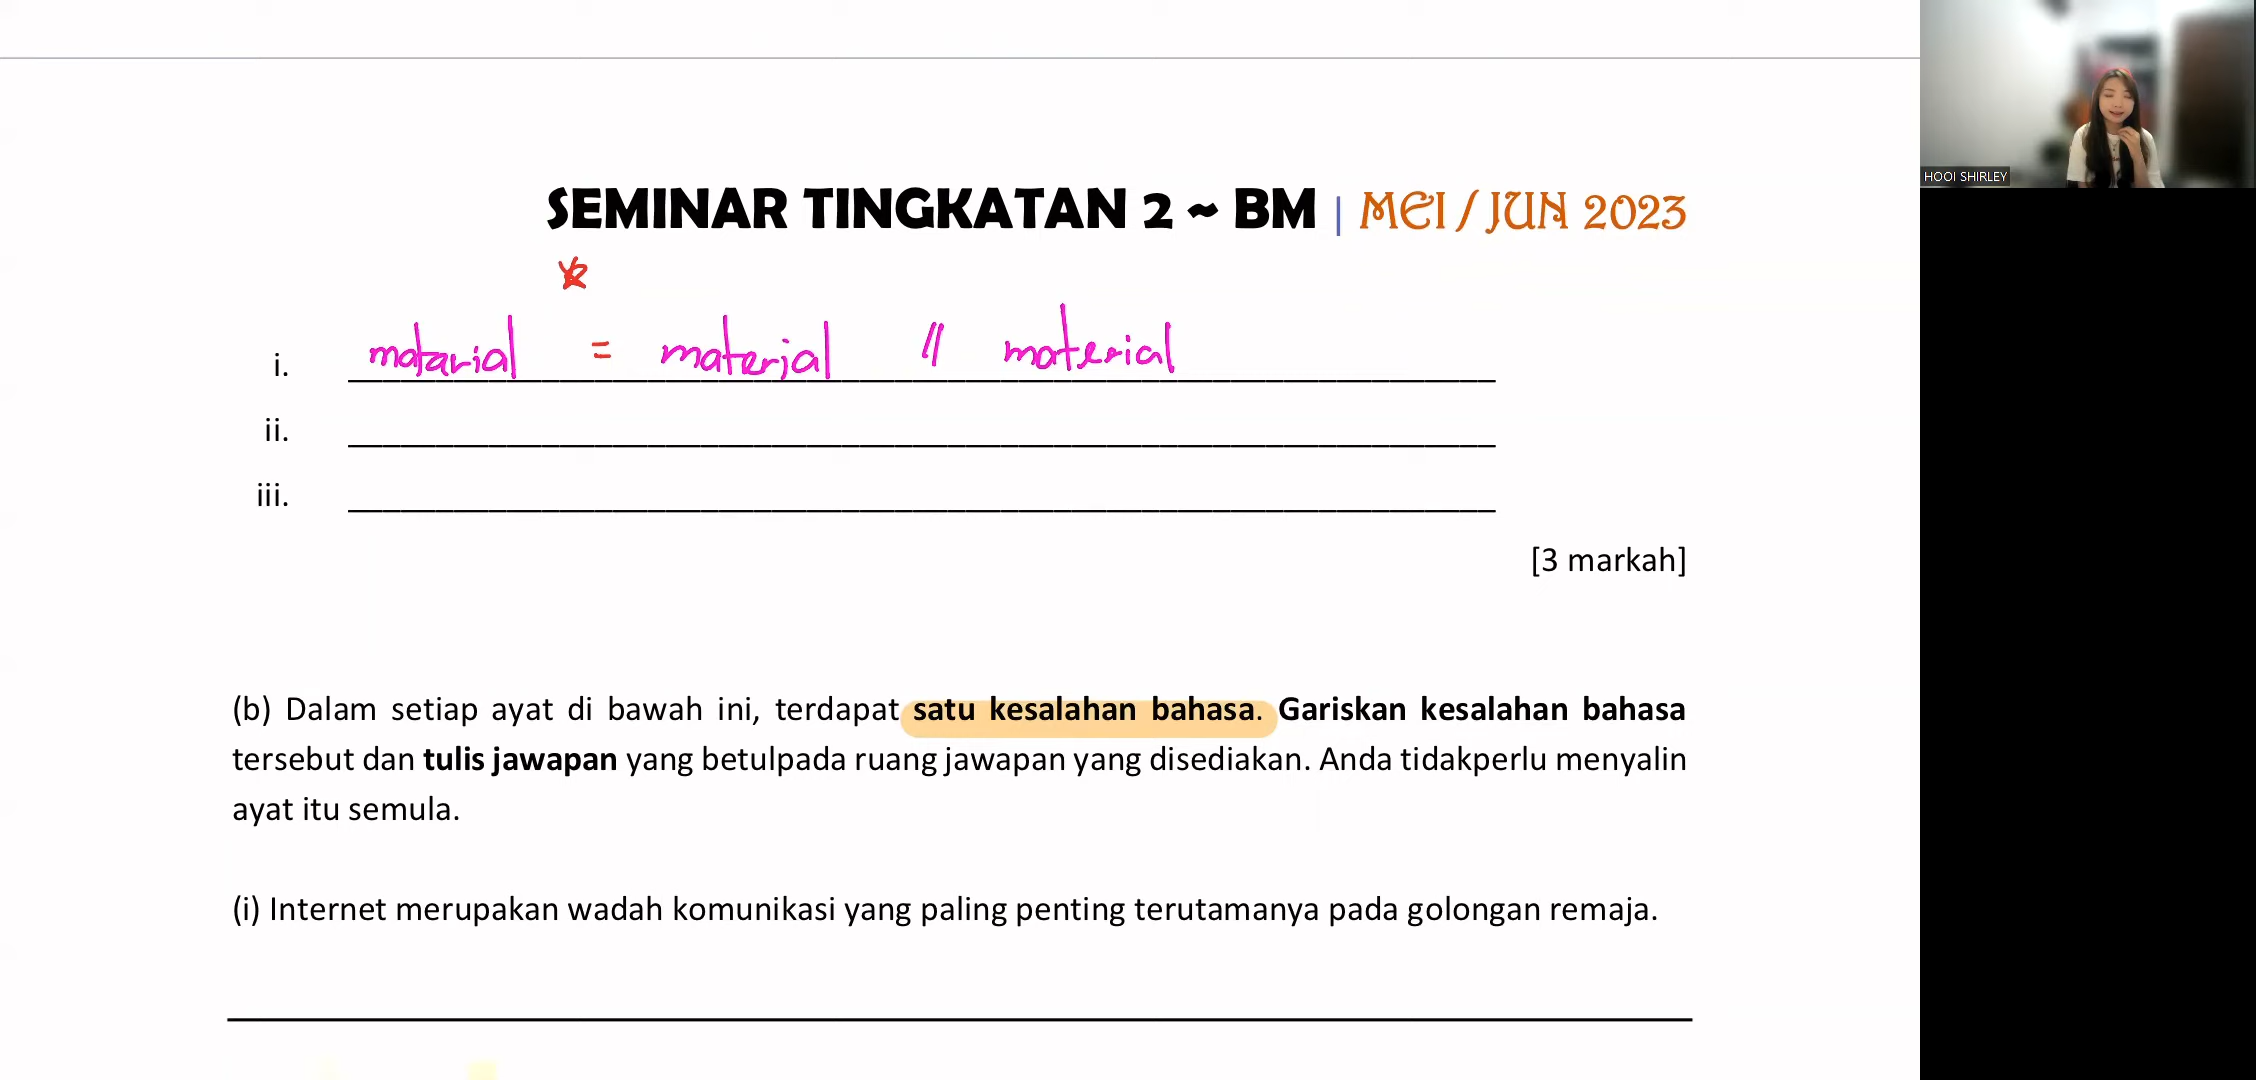 HOOI SHIRLEY
SEMINAR TINGKATAN 2 ~ BM | MEI / JUN 2023
i. matarial = material // material
ii.
iii.
[3 markah]
(b) Dalam setiap ayat di bawah ini, terdapat satu kesalahan bahasa. Gariskan kesalahan bahasa
tersebut dan tulis jawapan yang betulpada ruang jawapan yang disediakan. Anda tidakperlu menyalin
ayat itu semula.
(i) Internet merupakan wadah komunikasi yang paling penting terutamanya pada golongan remaja.